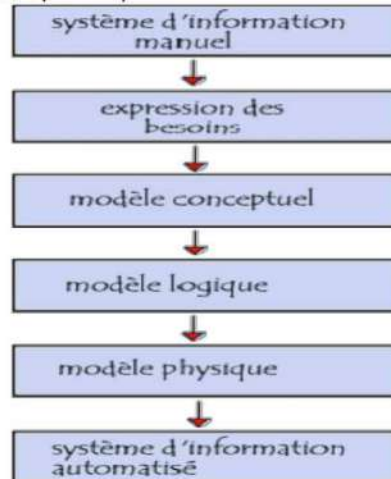 système d'information
manuel
expression des
besoins
modèle conceptuel
modèle logique
modèle physique
système d'information
automatisé